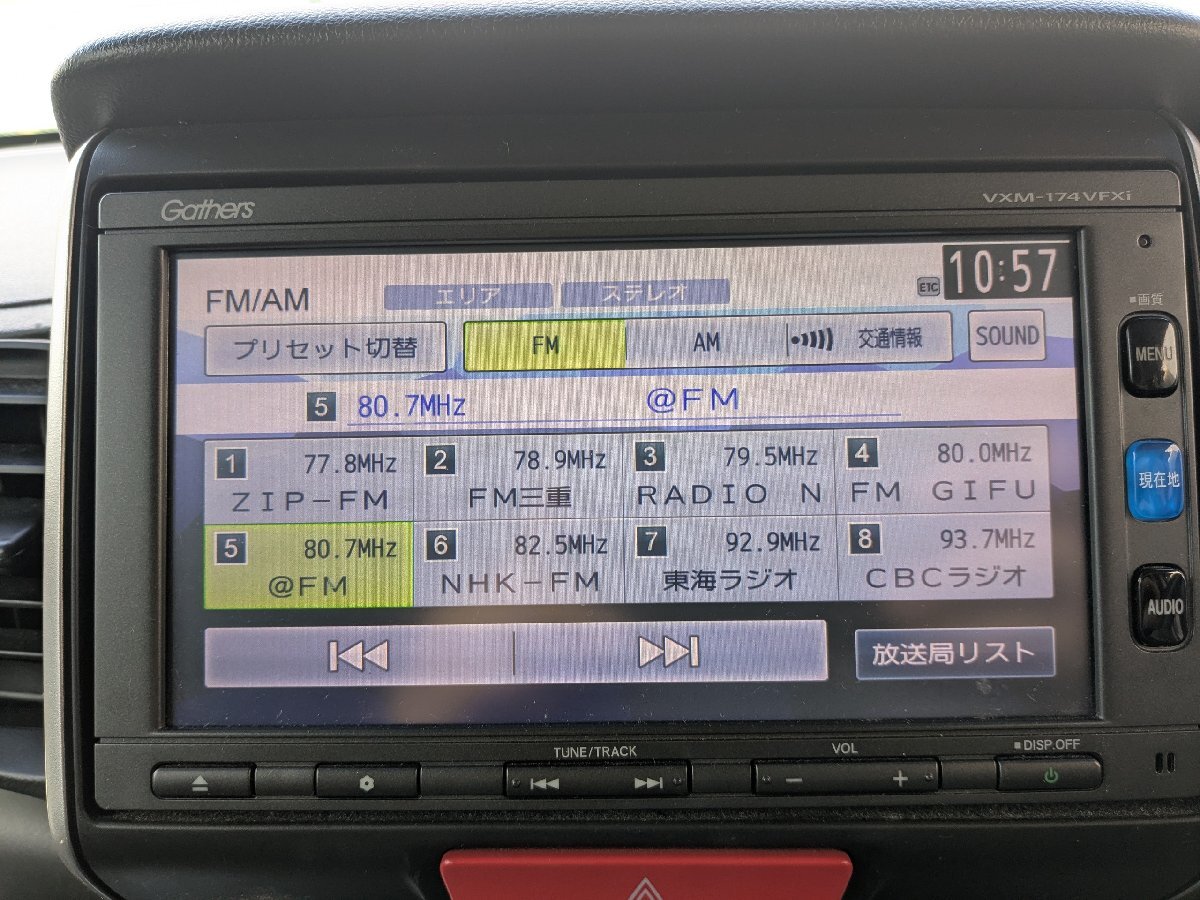 Gathers
VXM-174VFXi
FM/AM エリア ステレオ ETC 10:57
プリセット切替 FM AM 交通情報 SOUND
5 80.7MHz @FM
1 77.8MHz 2 78.9MHz 3 79.5MHz 4 80.0MHz
ZIP-FM FM三重 RADIO N FM GIFU
5 80.7MHz 6 82.5MHz 7 92.9MHz 8 93.7MHz
@FM NHK-FM 東海ラジオ CBCラジオ
放送局リスト
■画質
MENU
現在地
AUDIO
TUNE/TRACK VOL ■DISP.OFF